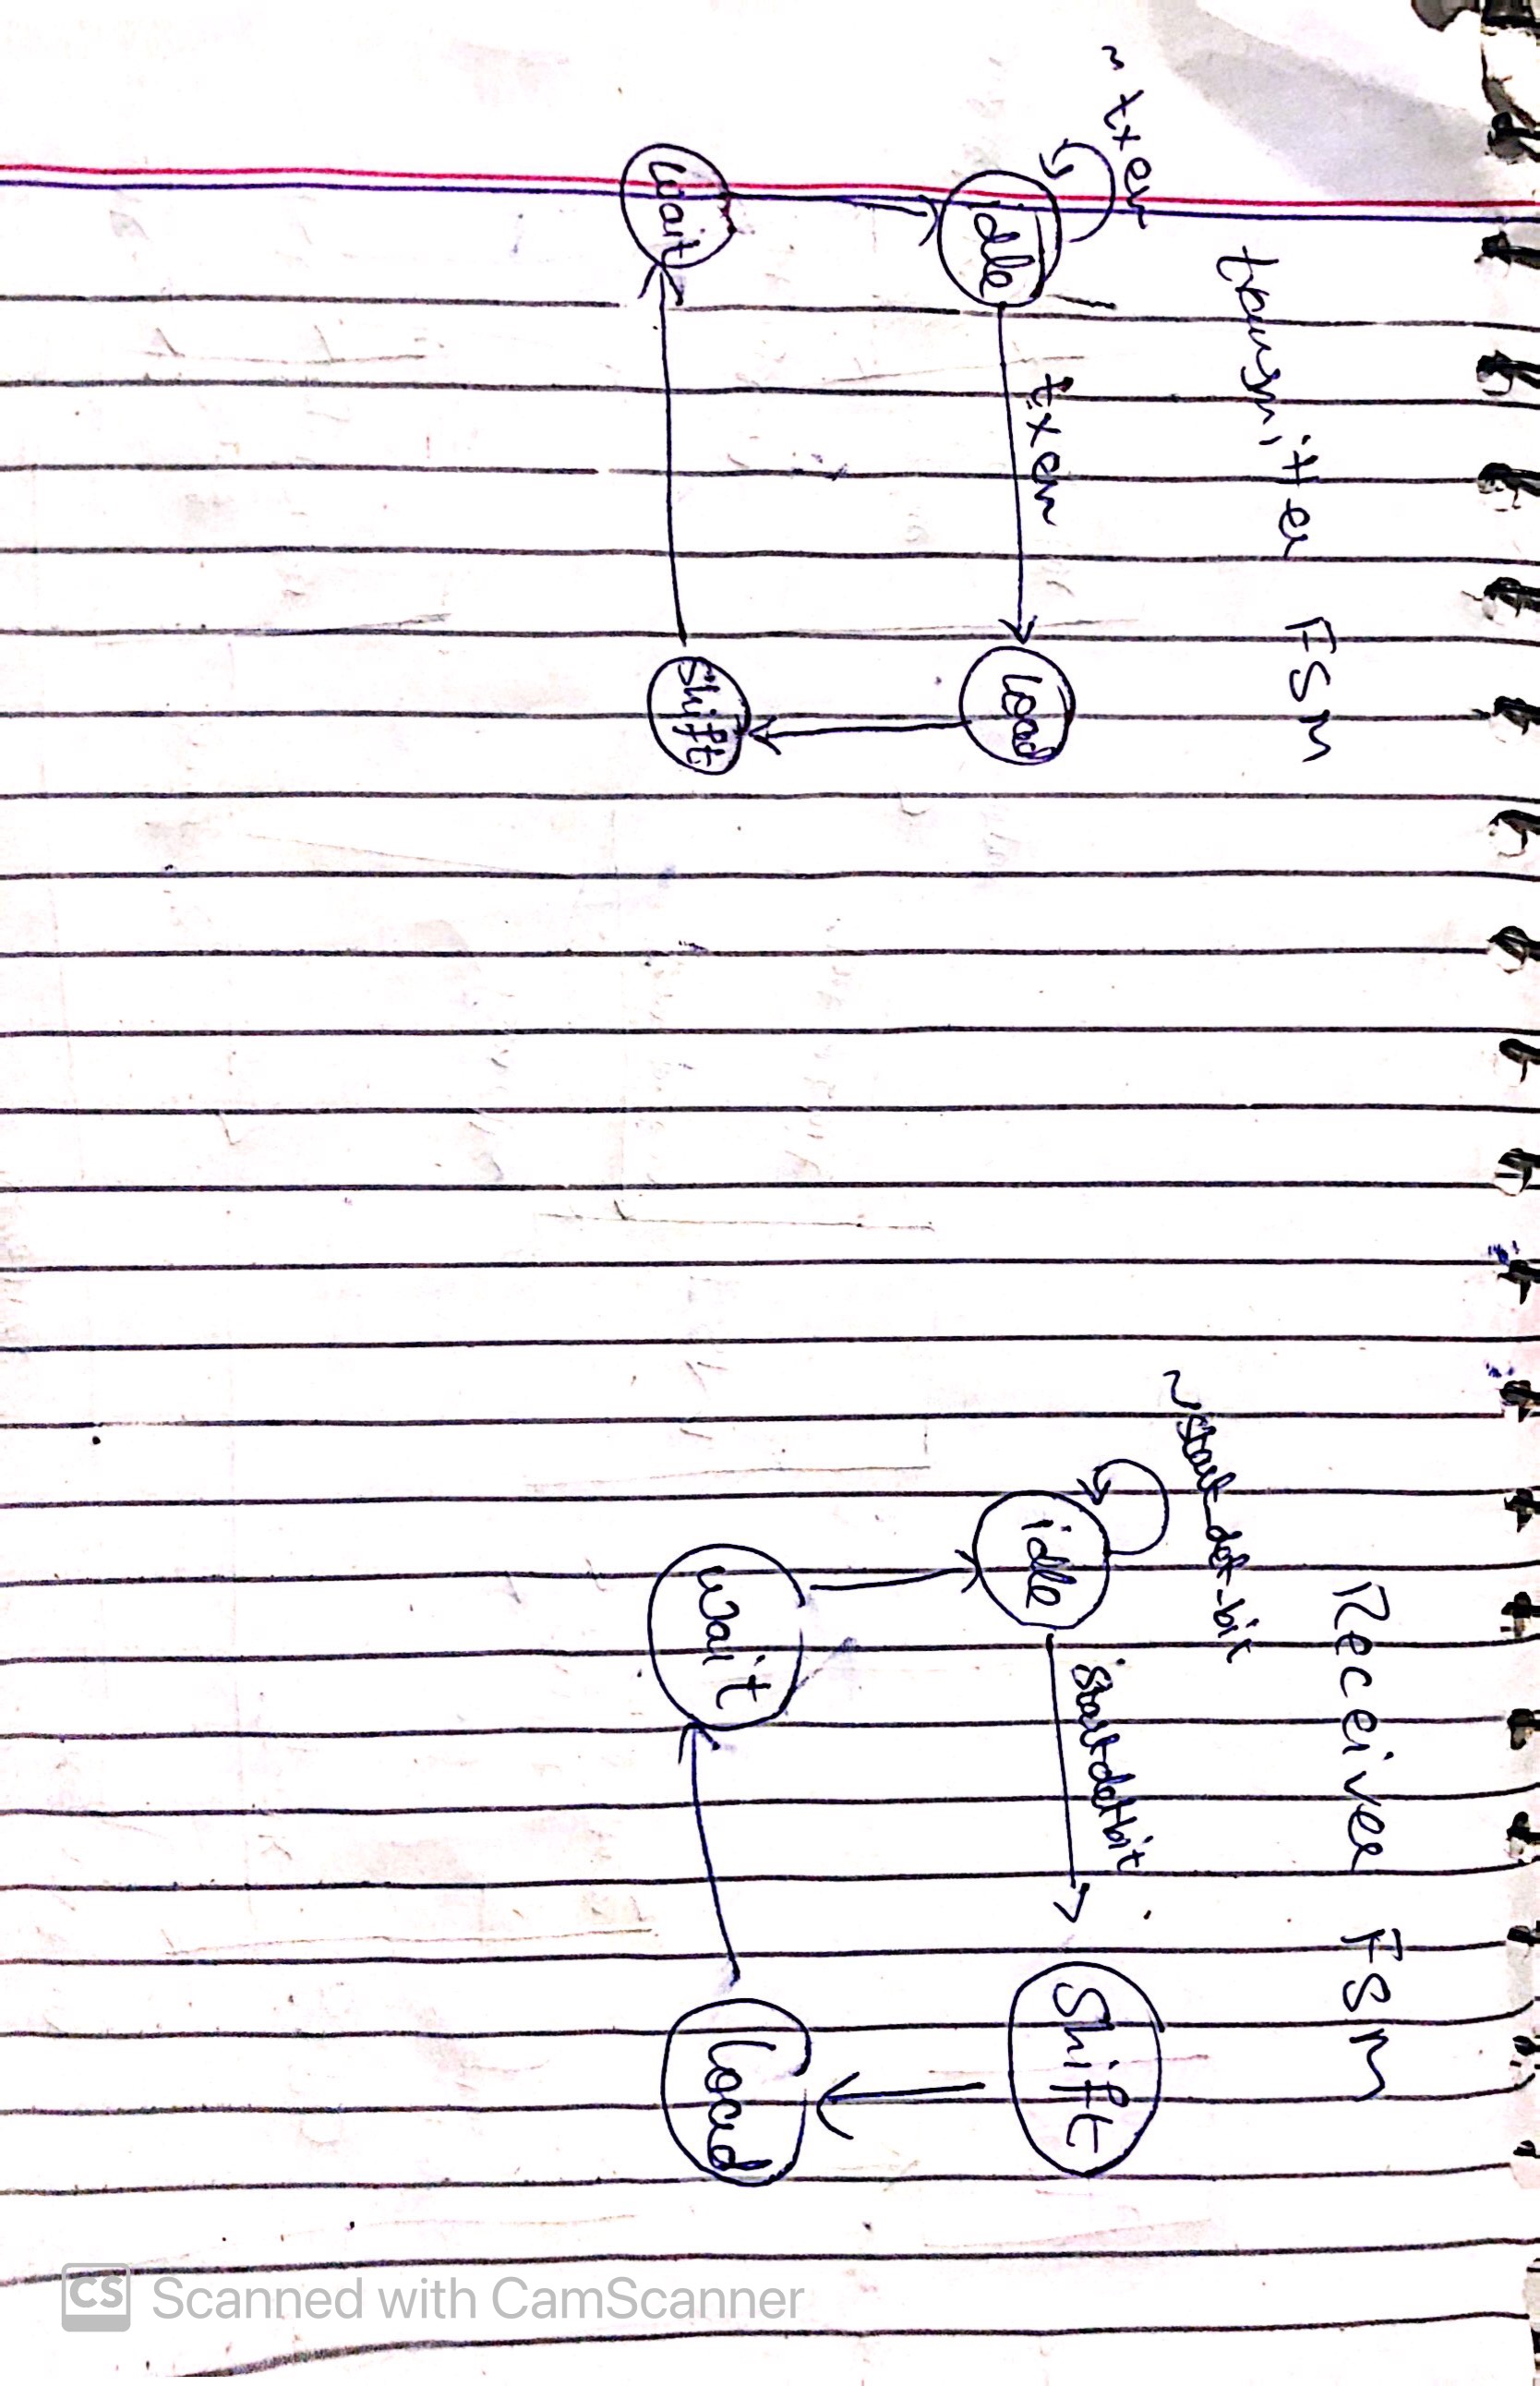 transmitter FSM
~txen
idle
txen
Load
wait
shift
Receiver FSM
~start_det_bit
idle
startdetbit
Shift
wait
Load
CS Scanned with CamScanner